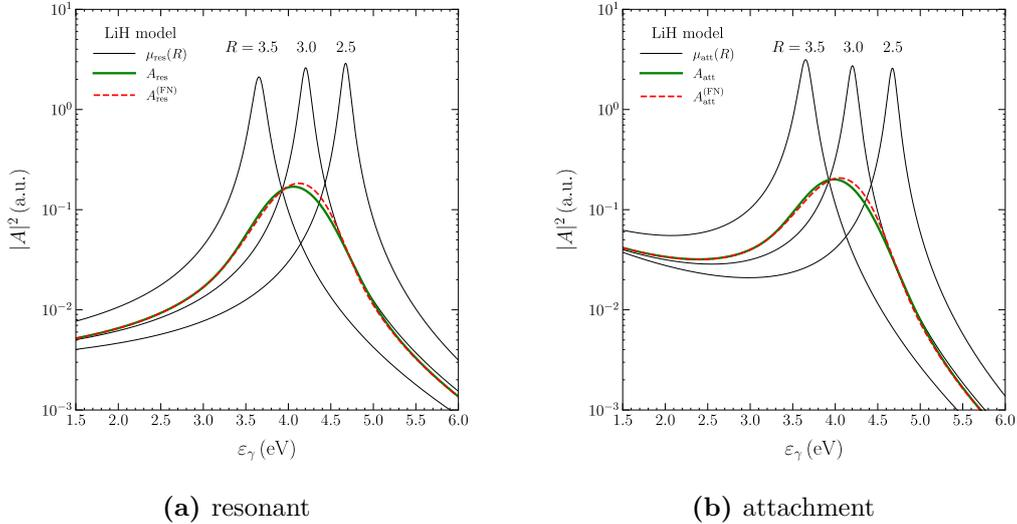 LiH model
μ_res(R)
A_res
A_res^(FN)
R = 3.5 3.0 2.5
10^1
10^0
10^−1
10^−2
10^−3
|A|^2 (a.u.)
1.5 2.0 2.5 3.0 3.5 4.0 4.5 5.0 5.5 6.0
ε_γ (eV)
(a) resonant
LiH model
μ_att(R)
A_att
A_att^(FN)
R = 3.5 3.0 2.5
10^1
10^0
10^−1
10^−2
10^−3
|A|^2 (a.u.)
1.5 2.0 2.5 3.0 3.5 4.0 4.5 5.0 5.5 6.0
ε_γ (eV)
(b) attachment